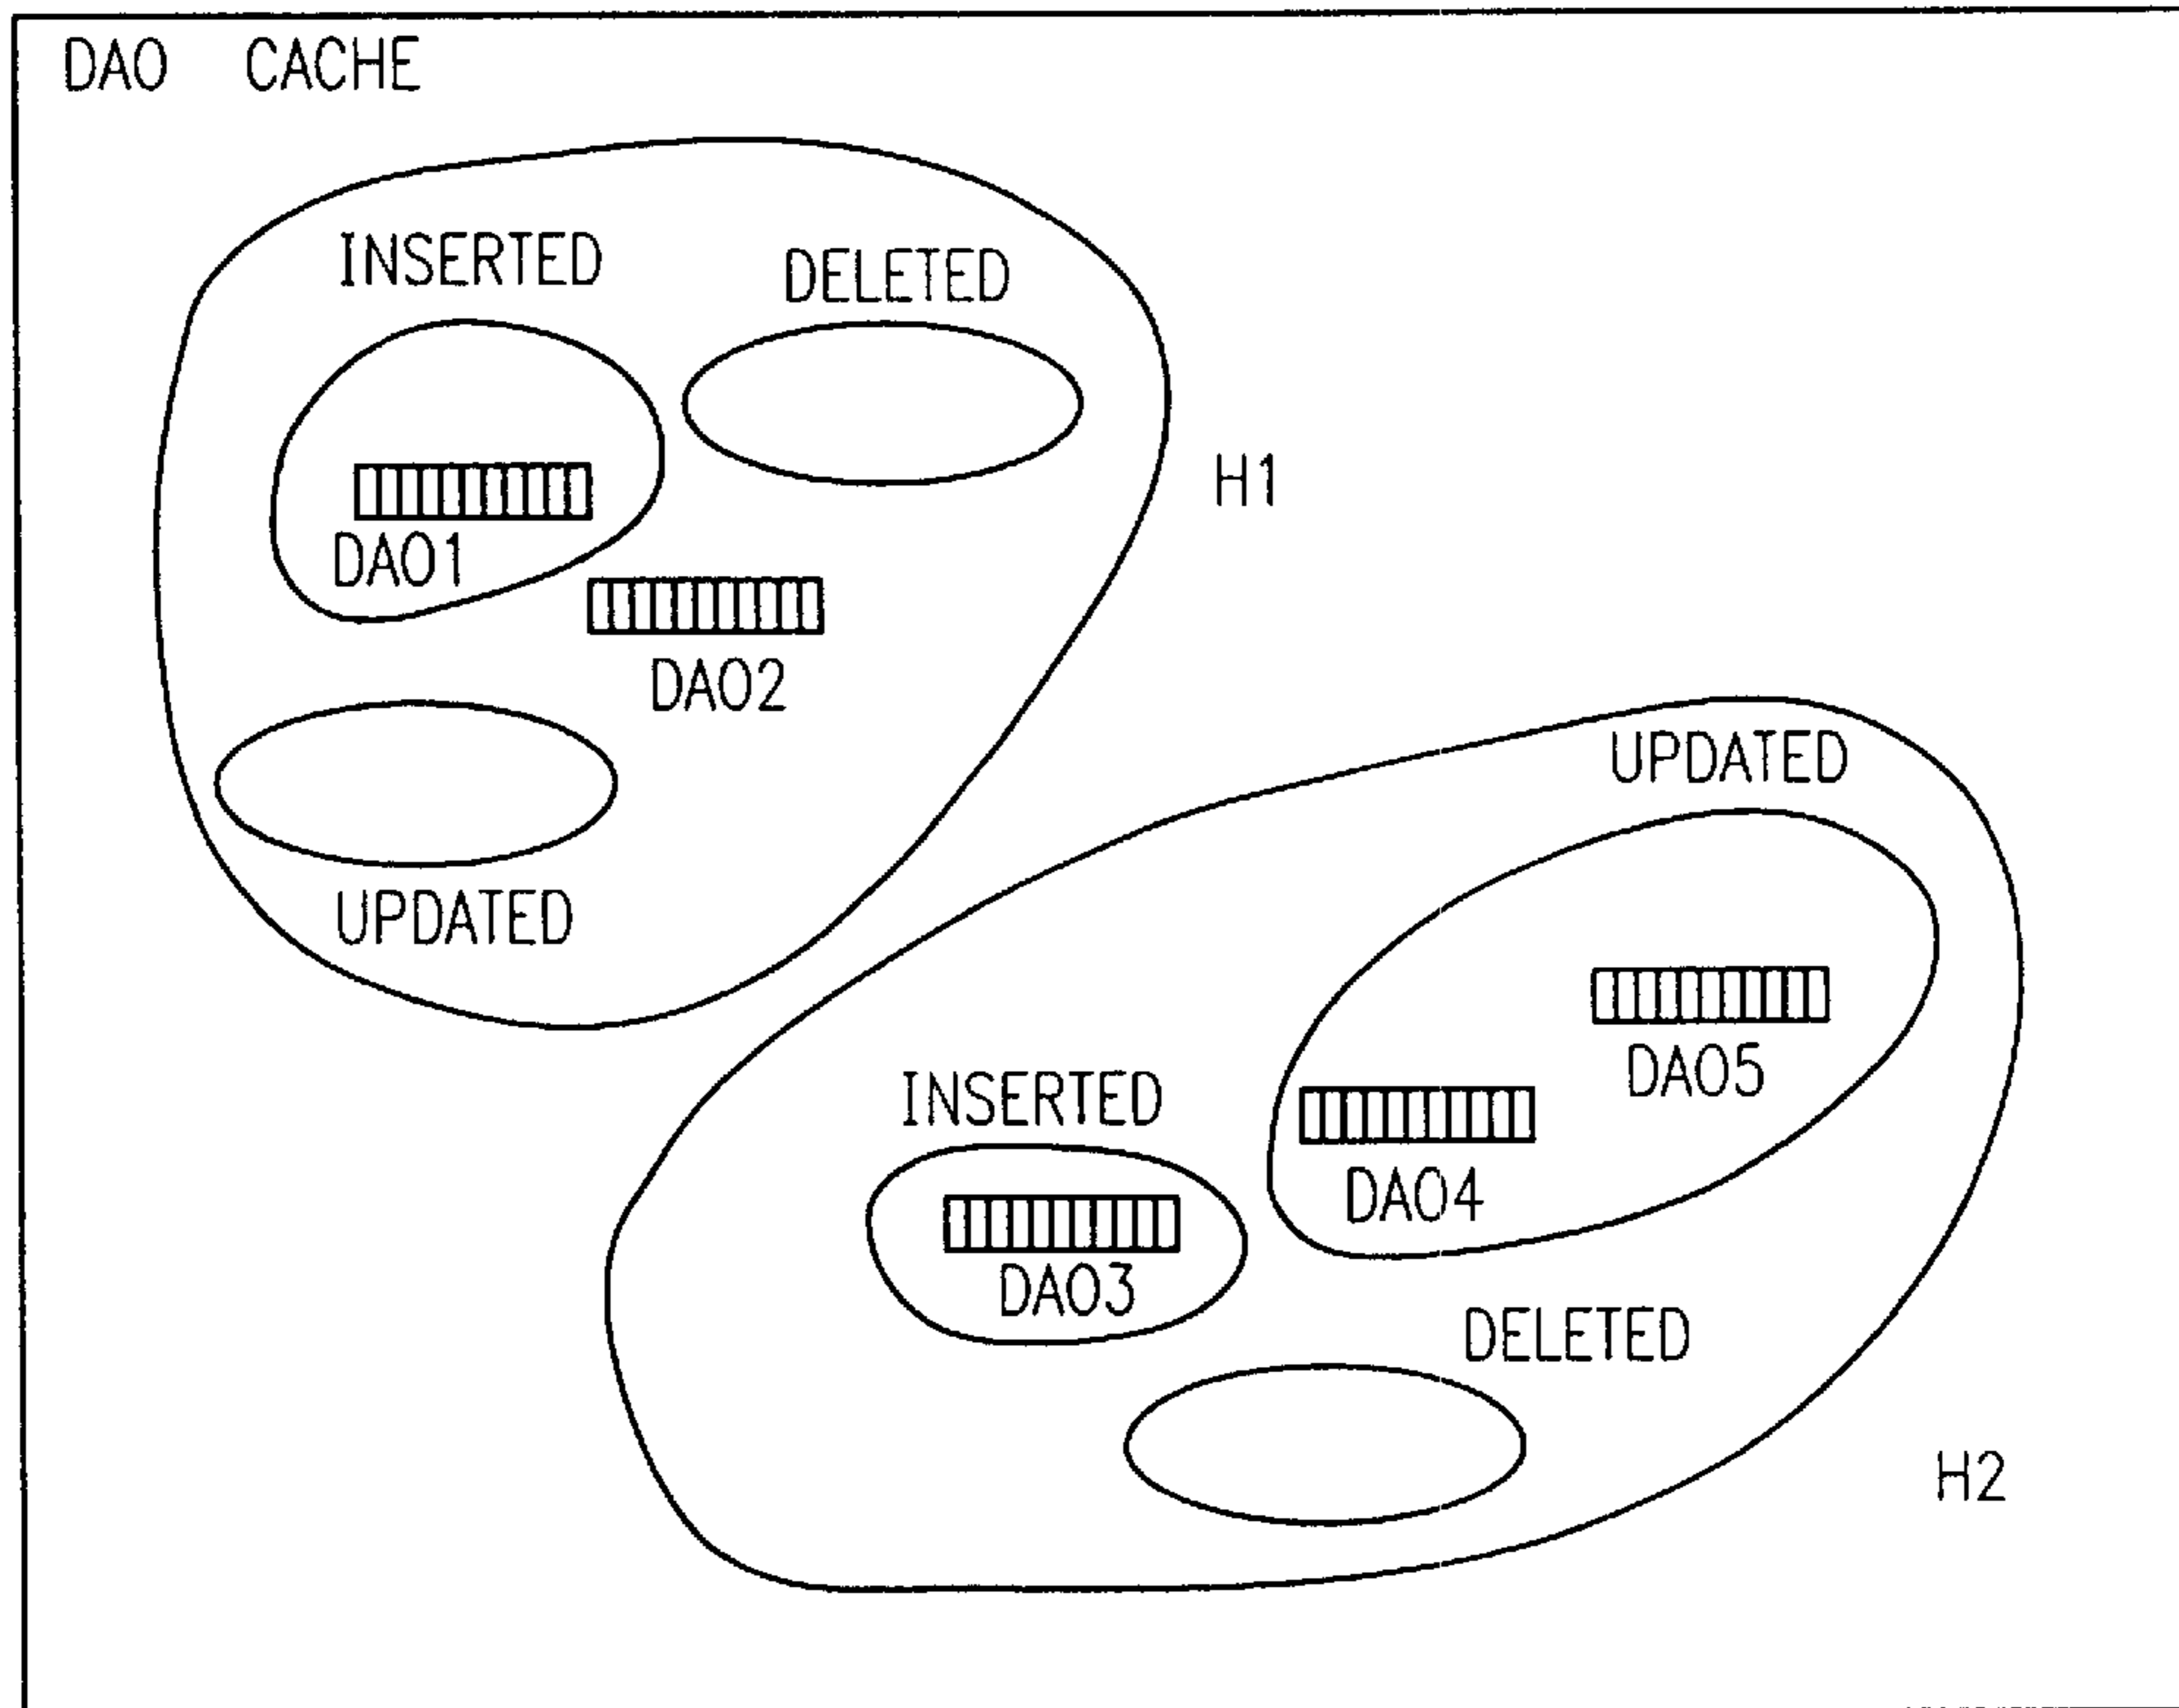 DAO CACHE
INSERTED
DELETED
H1
DAO1
DAO2
UPDATED
UPDATED
DAO5
INSERTED
DAO4
DAO3
DELETED
H2